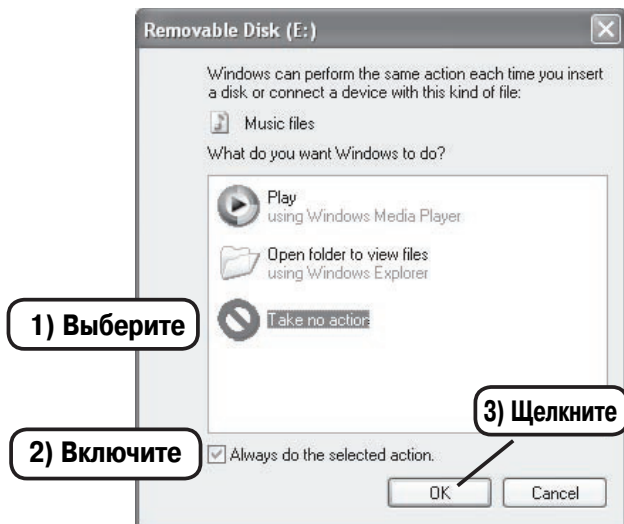 Removable Disk (E:)
Windows can perform the same action each time you insert
a disk or connect a device with this kind of file:
Music files
What do you want Windows to do?
Play
using Windows Media Player
Open folder to view files
using Windows Explorer
1) Выберите
Take no action
3) Щелкните
2) Включите
Always do the selected action.
OK
Cancel